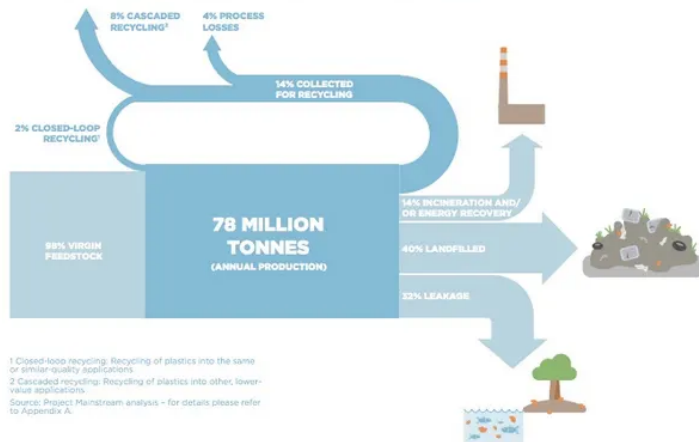 8% CASCADED
RECYCLING²
4% PROCESS
LOSSES
14% COLLECTED
FOR RECYCLING
2% CLOSED-LOOP
RECYCLING¹
98% VIRGIN
FEEDSTOCK
78 MILLION
TONNES
(ANNUAL PRODUCTION)
14% INCINERATION AND/
OR ENERGY RECOVERY
40% LANDFILLED
32% LEAKAGE
1 Closed-loop recycling: Recycling of plastics into the same
or similar-quality applications
2 Cascaded recycling: Recycling of plastics into other, lower-
value applications
Source: Project Mainstream analysis – for details please refer
to Appendix A.